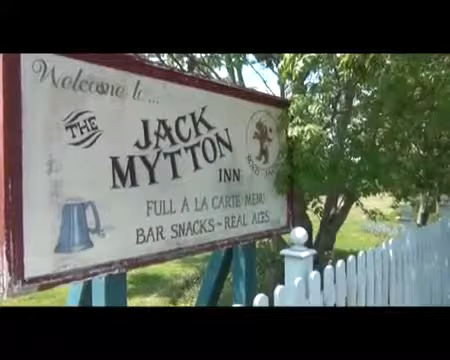 Welcome to ...
THE
JACK
MYTTON
INN
FULL A LA CARTE MENU
BAR SNACKS~REAL ALES